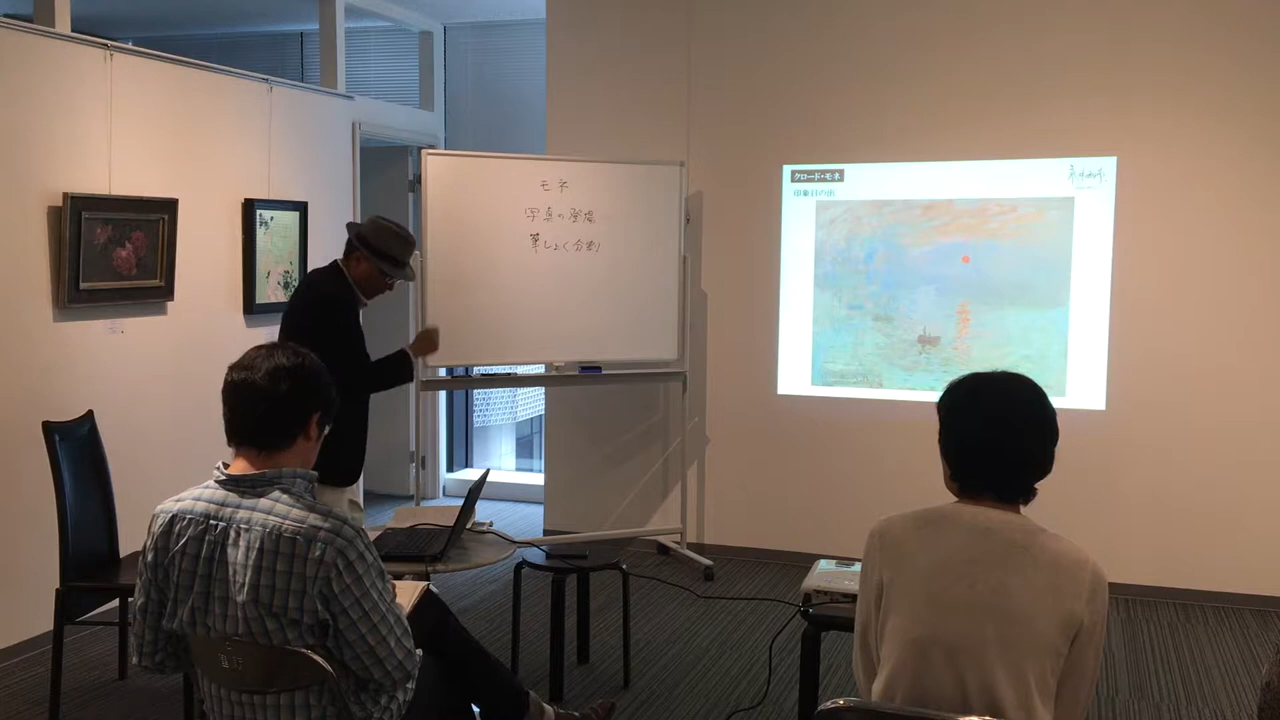 モネ
写真の登場
筆しょく分割
クロード・モネ
印象日の出